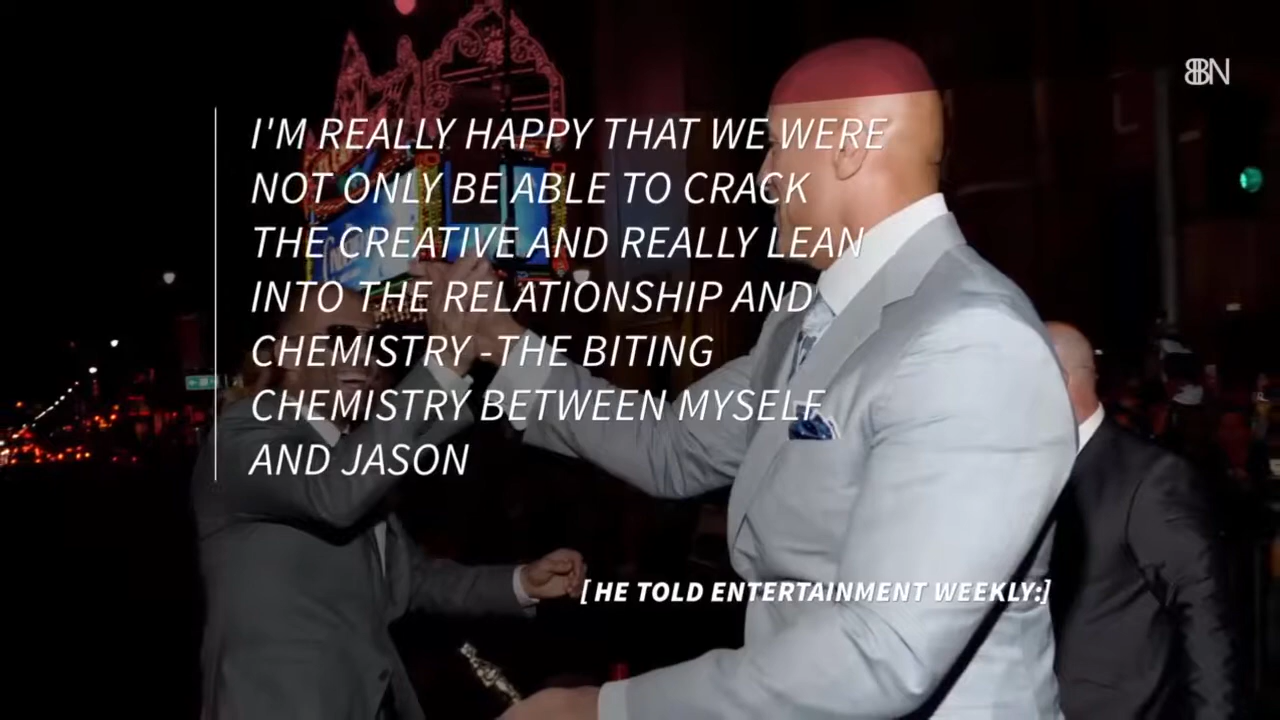 BBN
I'M REALLY HAPPY THAT WE WERE
NOT ONLY BE ABLE TO CRACK
THE CREATIVE AND REALLY LEAN
INTO THE RELATIONSHIP AND
CHEMISTRY -THE BITING
CHEMISTRY BETWEEN MYSELF
AND JASON
[HE TOLD ENTERTAINMENT WEEKLY:]